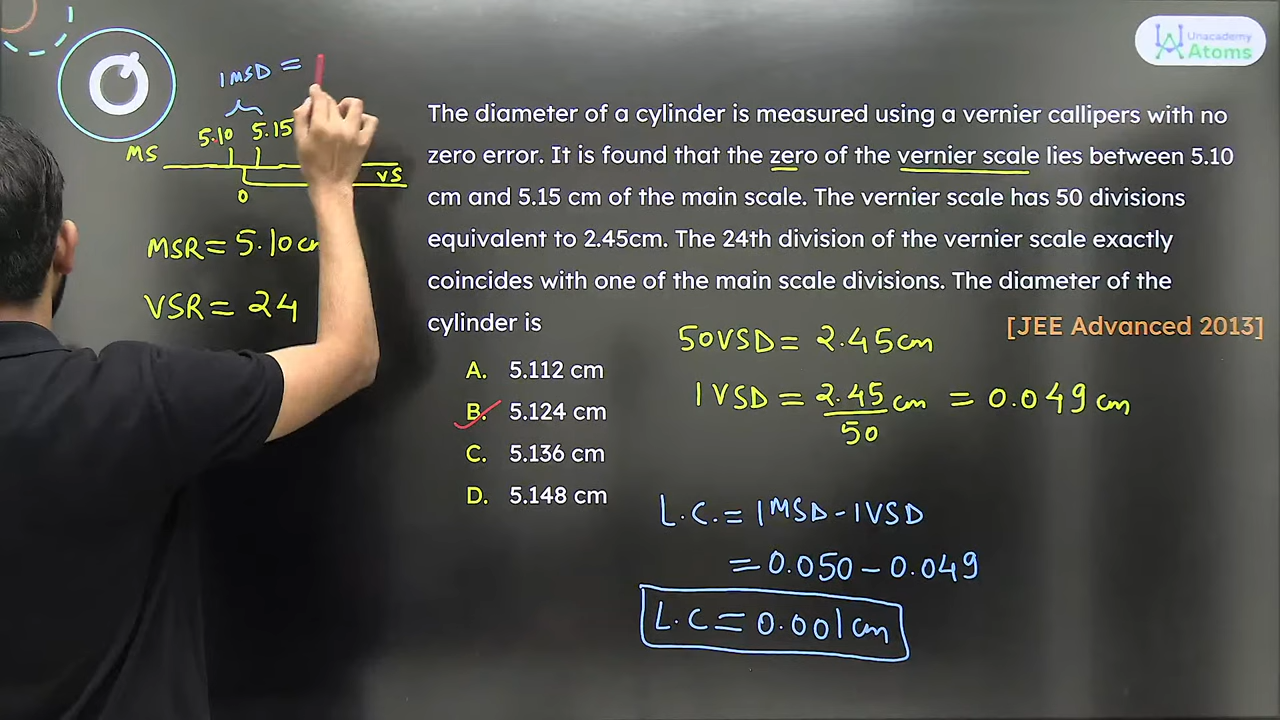 Unacademy
Atoms
1MSD =
5.10 5.15
MS
VS
0
MSR = 5.10cm
VSR = 24
The diameter of a cylinder is measured using a vernier callipers with no
zero error. It is found that the zero of the vernier scale lies between 5.10
cm and 5.15 cm of the main scale. The vernier scale has 50 divisions
equivalent to 2.45cm. The 24th division of the vernier scale exactly
coincides with one of the main scale divisions. The diameter of the
cylinder is
[JEE Advanced 2013]
A. 5.112 cm
B. 5.124 cm
C. 5.136 cm
D. 5.148 cm
50VSD = 2.45cm
1VSD = 2.45 cm = 0.049 cm
50
L.C. = 1MSD - 1VSD
= 0.050 - 0.049
L.C = 0.001cm